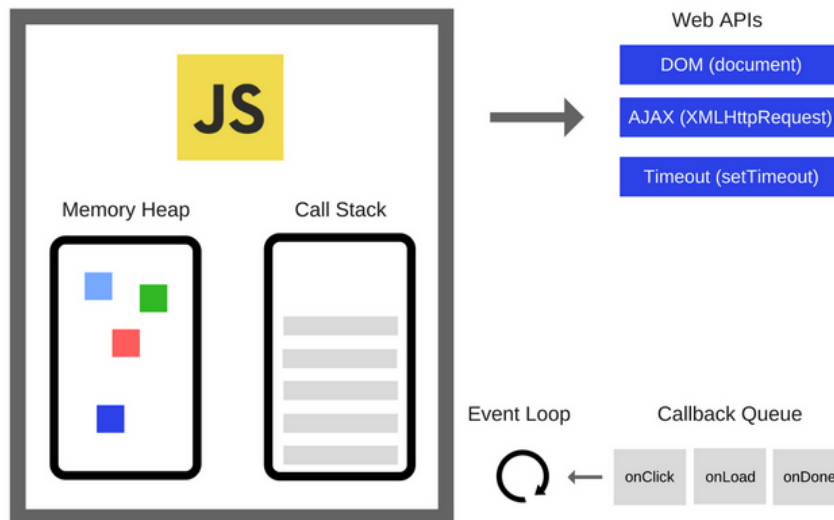 JS
Memory Heap
Call Stack
Web APIs
DOM (document)
AJAX (XMLHttpRequest)
Timeout (setTimeout)
Event Loop
Callback Queue
onClick
onLoad
onDone